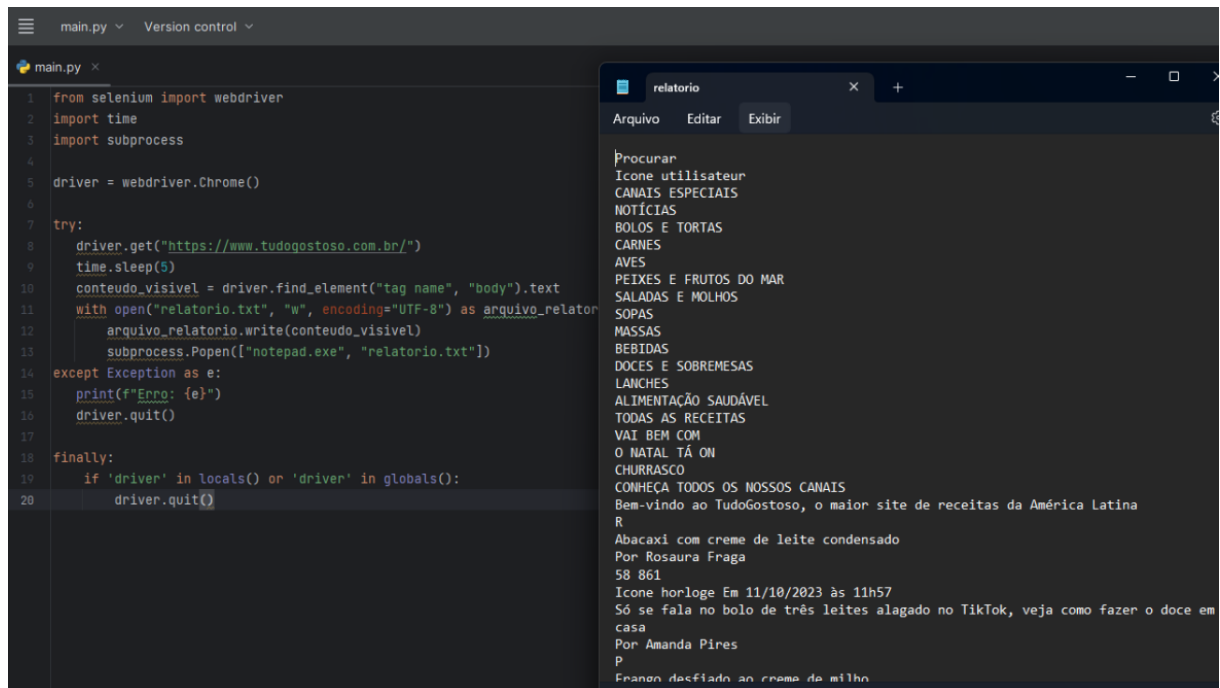 main.py
Version control
main.py
1 from selenium import webdriver
2 import time
3 import subprocess
4
5 driver = webdriver.Chrome()
6
7 try:
8 driver.get("https://www.tudogostoso.com.br/")
9 time.sleep(5)
10 conteudo_visivel = driver.find_element("tag name", "body").text
11 with open("relatorio.txt", "w", encoding="UTF-8") as arquivo_relator
12 arquivo_relatorio.write(conteudo_visivel)
13 subprocess.Popen(["notepad.exe", "relatorio.txt"])
14 except Exception as e:
15 print(f"Erro: {e}")
16 driver.quit()
17
18 finally:
19 if 'driver' in locals() or 'driver' in globals():
20 driver.quit()
relatorio
Arquivo Editar Exibir
Procurar
Icone utilisateur
CANAIS ESPECIAIS
NOTÍCIAS
BOLOS E TORTAS
CARNES
AVES
PEIXES E FRUTOS DO MAR
SALADAS E MOLHOS
SOPAS
MASSAS
BEBIDAS
DOCES E SOBREMESAS
LANCHES
ALIMENTAÇÃO SAUDÁVEL
TODAS AS RECEITAS
VAI BEM COM
O NATAL TÁ ON
CHURRASCO
CONHEÇA TODOS OS NOSSOS CANAIS
Bem-vindo ao TudoGostoso, o maior site de receitas da América Latina
R
Abacaxi com creme de leite condensado
Por Rosaura Fraga
58 861
Icone horloge Em 11/10/2023 às 11h57
Só se fala no bolo de três leites alagado no TikTok, veja como fazer o doce em
casa
Por Amanda Pires
P
Frango desfiado ao creme de milho